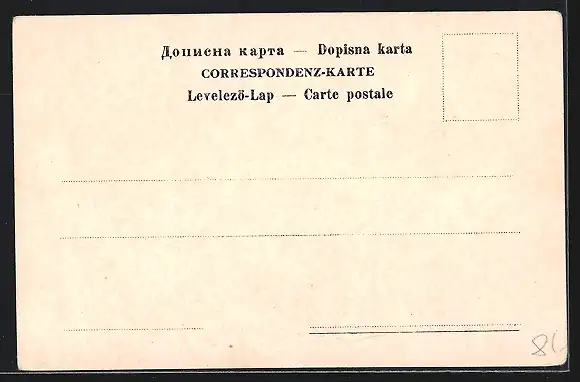 Дописна карта — Dopisna karta
CORRESPONDENZ-KARTE
Levelező-Lap — Carte postale